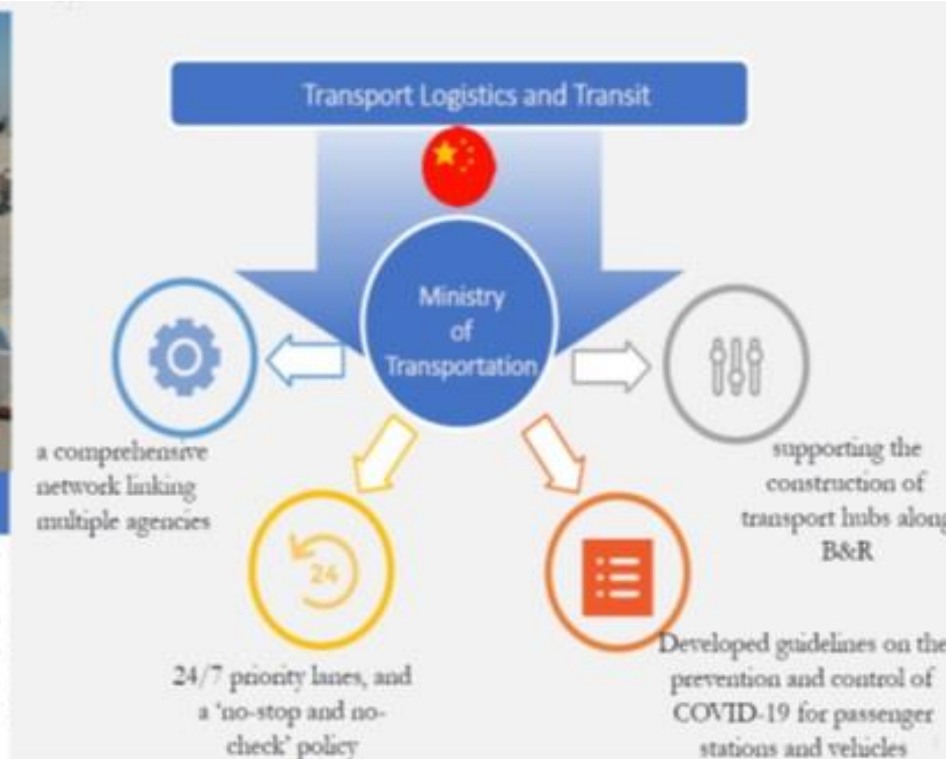 Transport Logistics and Transit
Ministry
of
Transportation
a comprehensive
network linking
multiple agencies
24
24/7 priority lanes, and
a ‘no-stop and no-
check’ policy
Developed guidelines on the
prevention and control of
COVID-19 for passenger
stations and vehicles
supporting the
construction of
transport hubs along
B&R